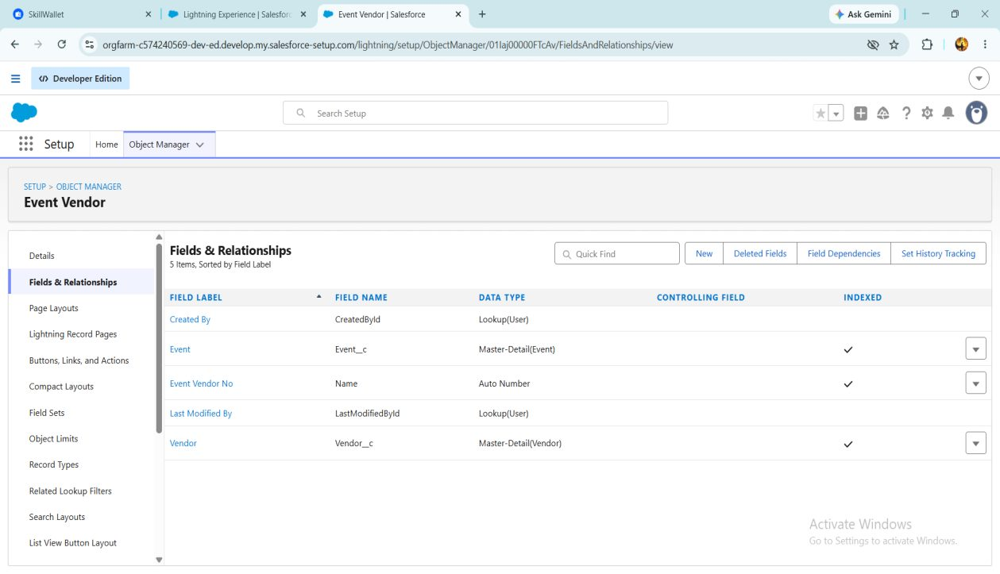 SkillWallet
Lightning Experience | Salesforc
Event Vendor | Salesforce
Ask Gemini
orgfarm-c574240569-dev-ed.develop.my.salesforce-setup.com/lightning/setup/ObjectManager/01Iaj00000FTcAv/FieldsAndRelationships/view
Developer Edition
Search Setup
Setup
Home
Object Manager
SETUP > OBJECT MANAGER
Event Vendor
Details
Fields & Relationships
Page Layouts
Lightning Record Pages
Buttons, Links, and Actions
Compact Layouts
Field Sets
Object Limits
Record Types
Related Lookup Filters
Search Layouts
List View Button Layout
Fields & Relationships
5 Items, Sorted by Field Label
Quick Find
New
Deleted Fields
Field Dependencies
Set History Tracking
FIELD LABEL FIELD NAME DATA TYPE CONTROLLING FIELD INDEXED
Created By CreatedById Lookup(User)
Event Event__c Master-Detail(Event)
Event Vendor No Name Auto Number
Last Modified By LastModifiedById Lookup(User)
Vendor Vendor__c Master-Detail(Vendor)
Activate Windows
Go to Settings to activate Windows.